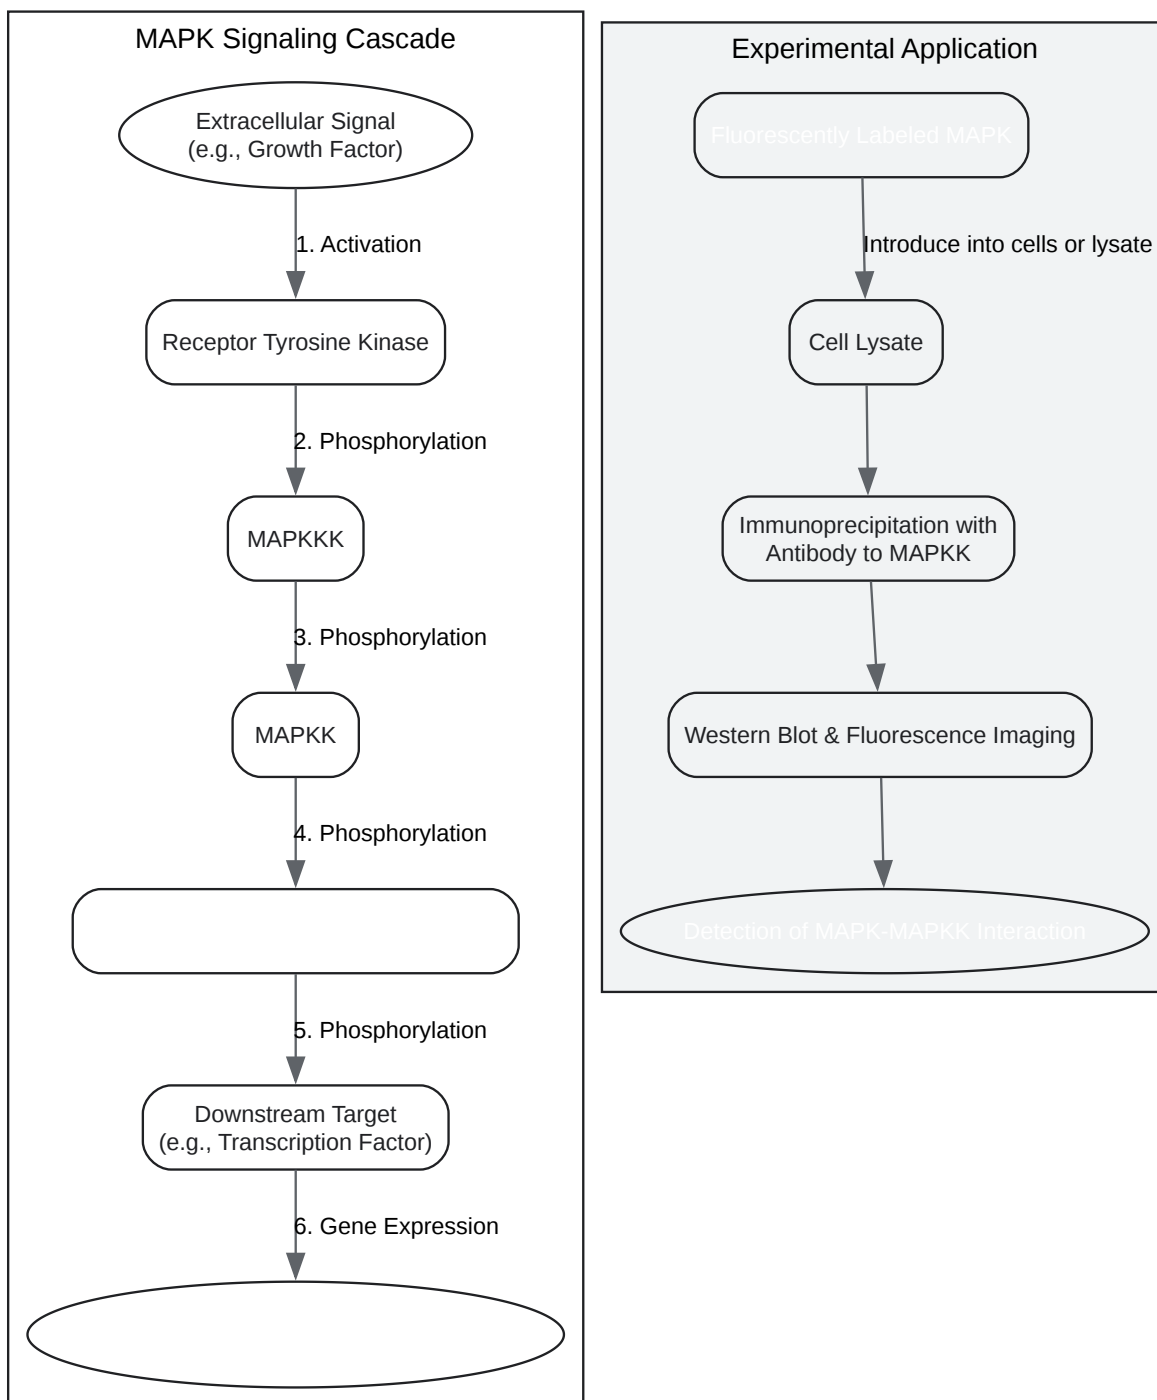 MAPK Signaling Cascade
Extracellular Signal
(e.g., Growth Factor)
1. Activation
Receptor Tyrosine Kinase
2. Phosphorylation
MAPKKK
3. Phosphorylation
MAPKK
4. Phosphorylation
5. Phosphorylation
Downstream Target
(e.g., Transcription Factor)
6. Gene Expression
Experimental Application
Fluorescently Labeled MAPK
Introduce into cells or lysate
Cell Lysate
Immunoprecipitation with
Antibody to MAPKK
Western Blot & Fluorescence Imaging
Detection of MAPK-MAPKK Interaction